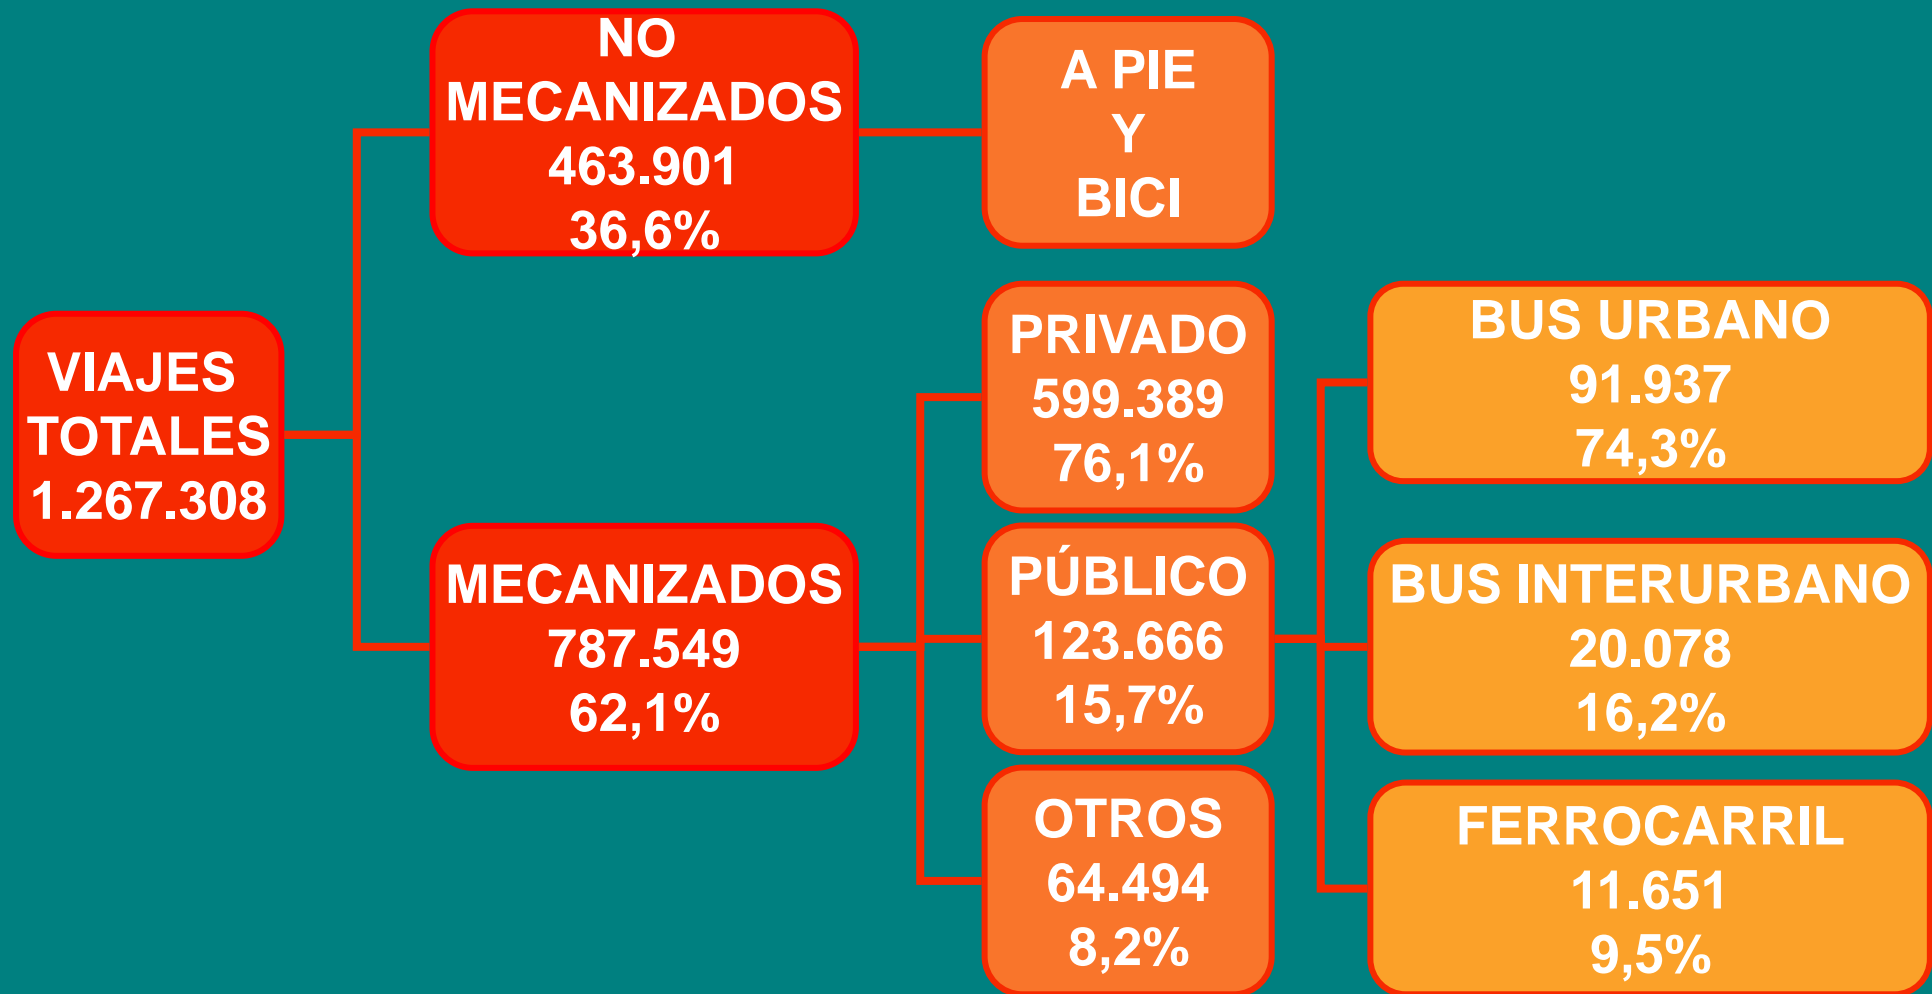 NO
MECANIZADOS
463.901
36,6%
A PIE
Y
BICI
VIAJES
TOTALES
1.267.308
MECANIZADOS
787.549
62,1%
PRIVADO
599.389
76,1%
PÚBLICO
123.666
15,7%
OTROS
64.494
8,2%
BUS URBANO
91.937
74,3%
BUS INTERURBANO
20.078
16,2%
FERROCARRIL
11.651
9,5%